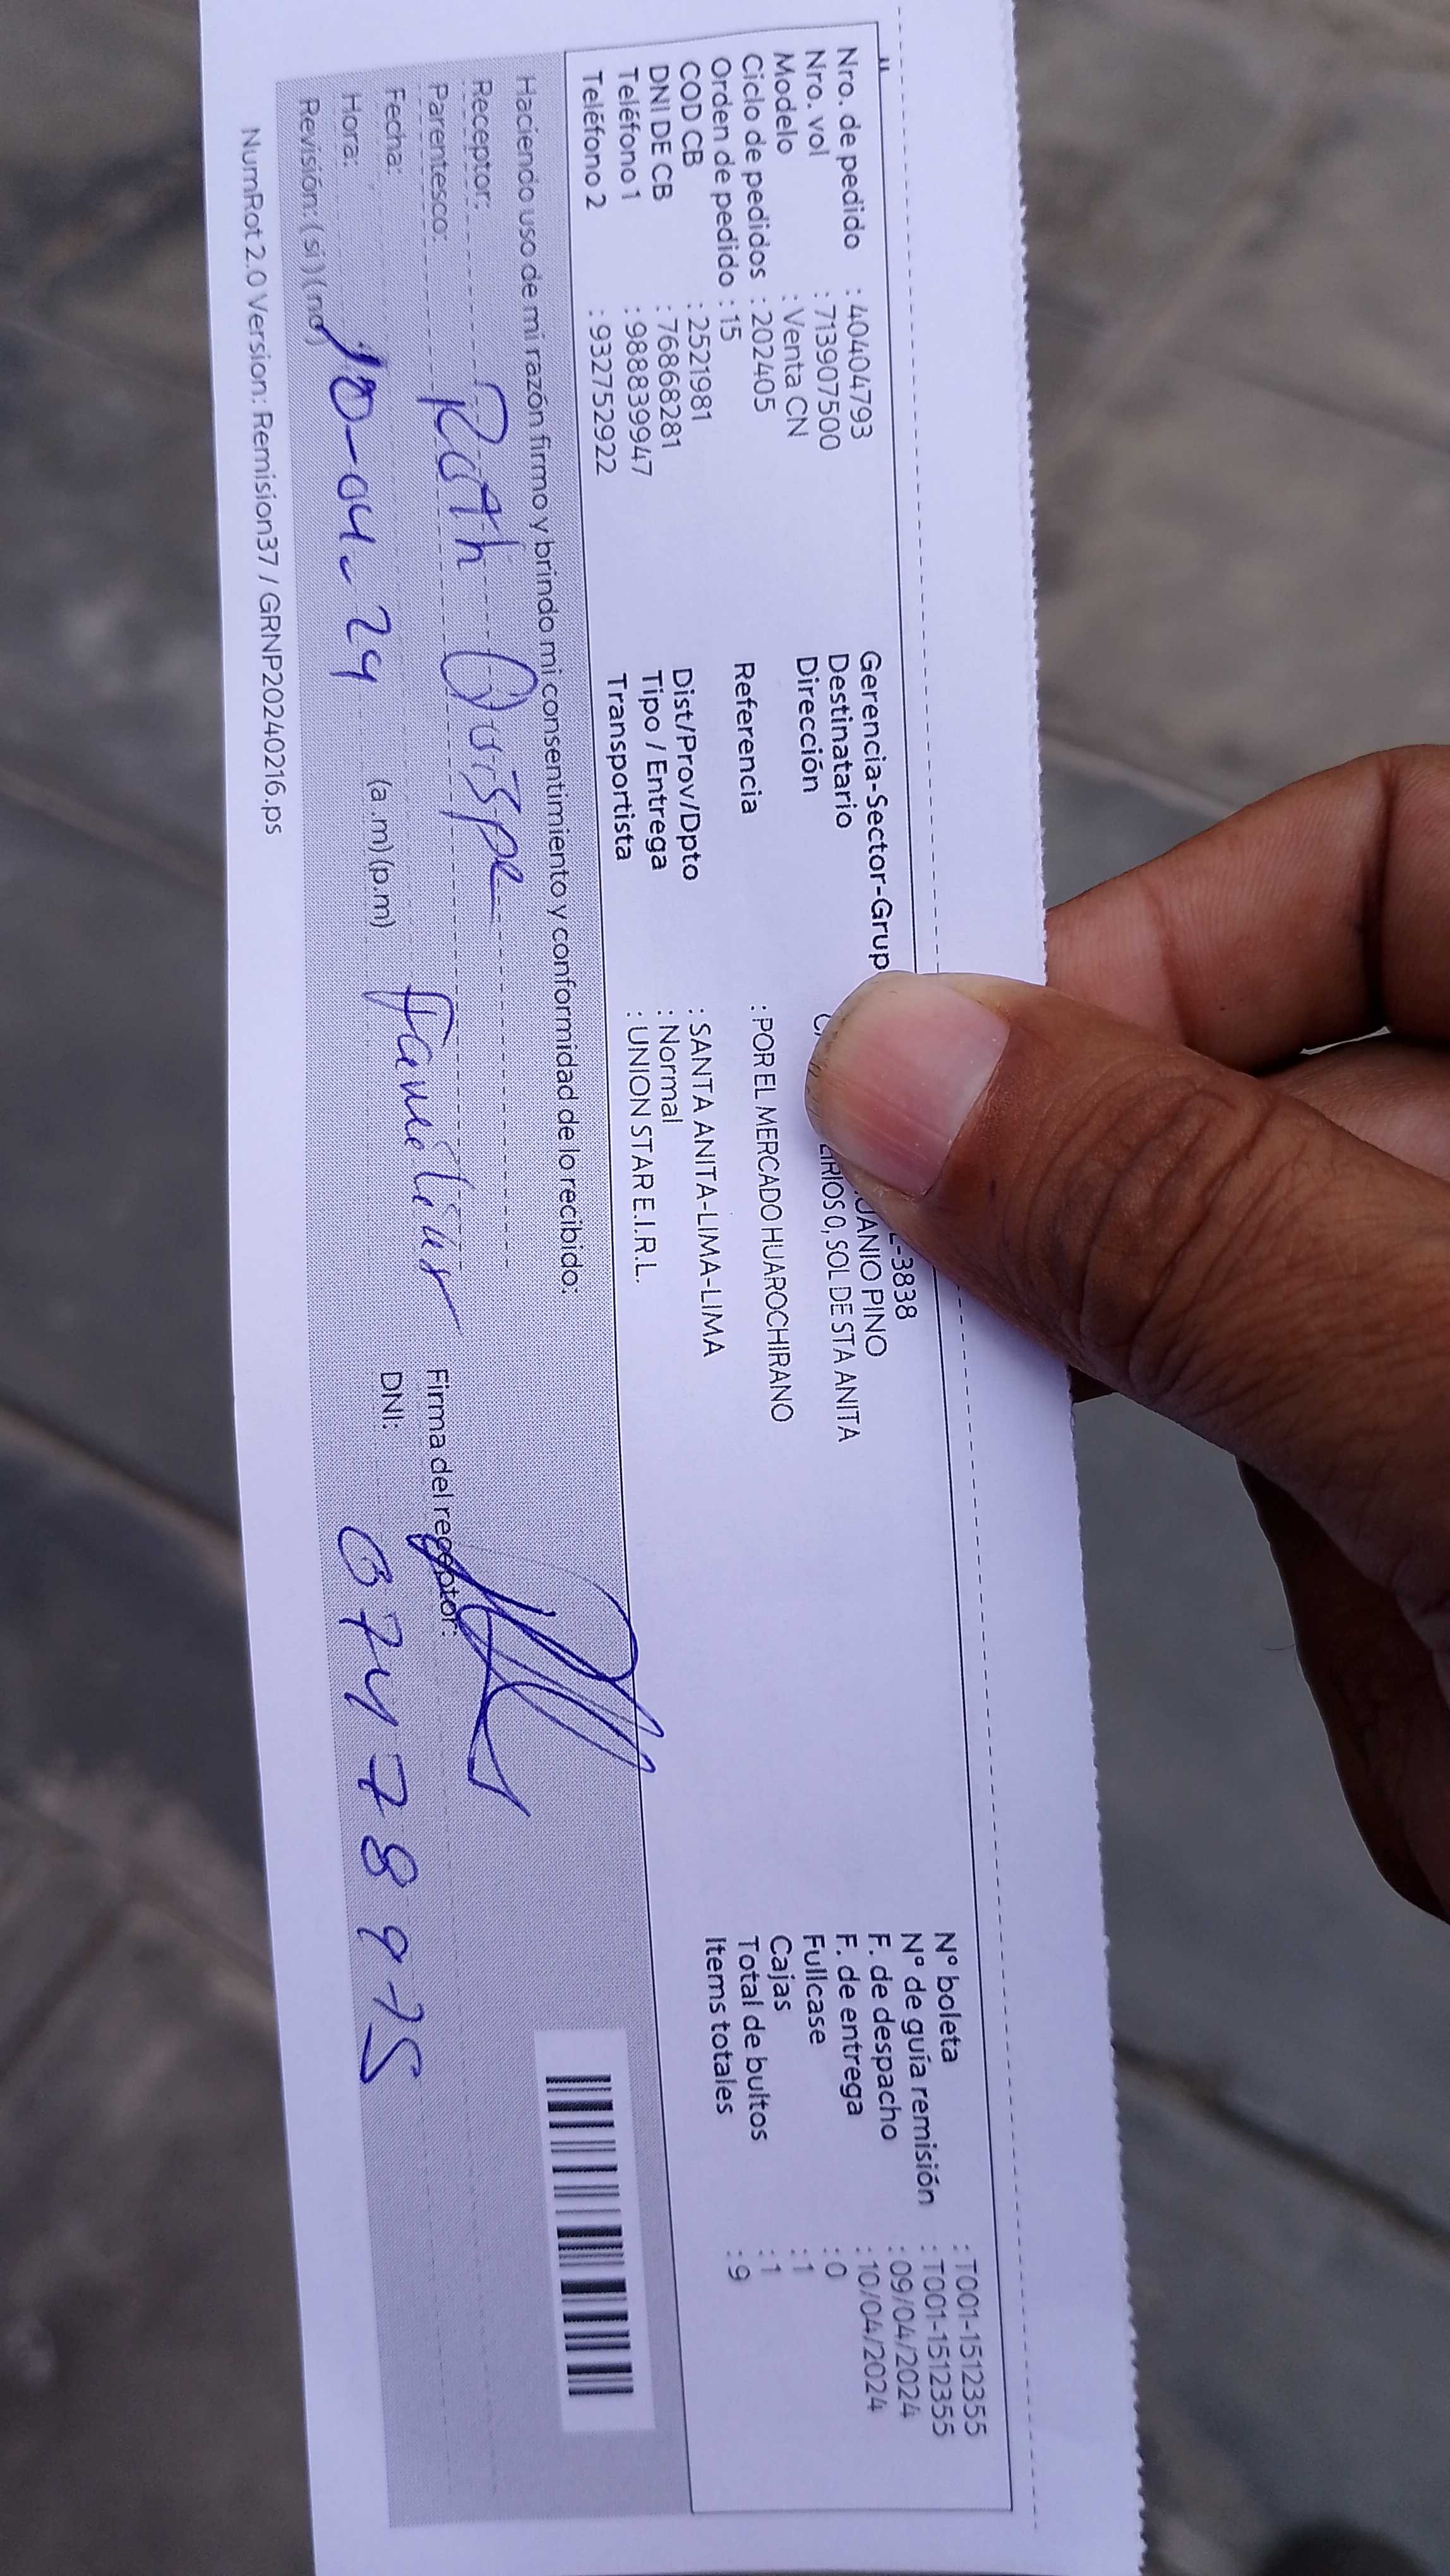 Nro. de pedido : 40404793
Nro. vol : 713907500
Modelo : Venta CN
Ciclo de pedidos : 202405
Orden de pedido : 15
COD CB : 2521981
DNI DE CB : 76868281
Teléfono 1 : 988839947
Teléfono 2 : 932752922
Gerencia-Sector-Grup -3838
Destinatario PINO
Dirección LIRIOS 0, SOL DE STA ANITA
Referencia : POR EL MERCADO HUAROCHIRANO
Dist/Prov/Dpto : SANTA ANITA-LIMA-LIMA
Tipo / Entrega : Normal
Transportista : UNION STAR E.I.R.L.
N° boleta : T001-1512355
N° de guía remisión : T001-1512355
F. de despacho : 09/04/2024
F. de entrega : 10/04/2024
Fullcase : 0
Cajas : 1
Total de bultos : 1
Items totales : 9
Haciendo uso de mi razón firmo y brindo mi consentimiento y conformidad de lo recibido:
Receptor: Ruth Quispe
Parentesco: Familiar
Firma del receptor:
Fecha: 10-04-24
Hora: (a.m) (p.m)
DNI: 07478975
Revisión: (si) (no)
NumRot 2.0 Version: Remision37 / GRNP20240216.ps